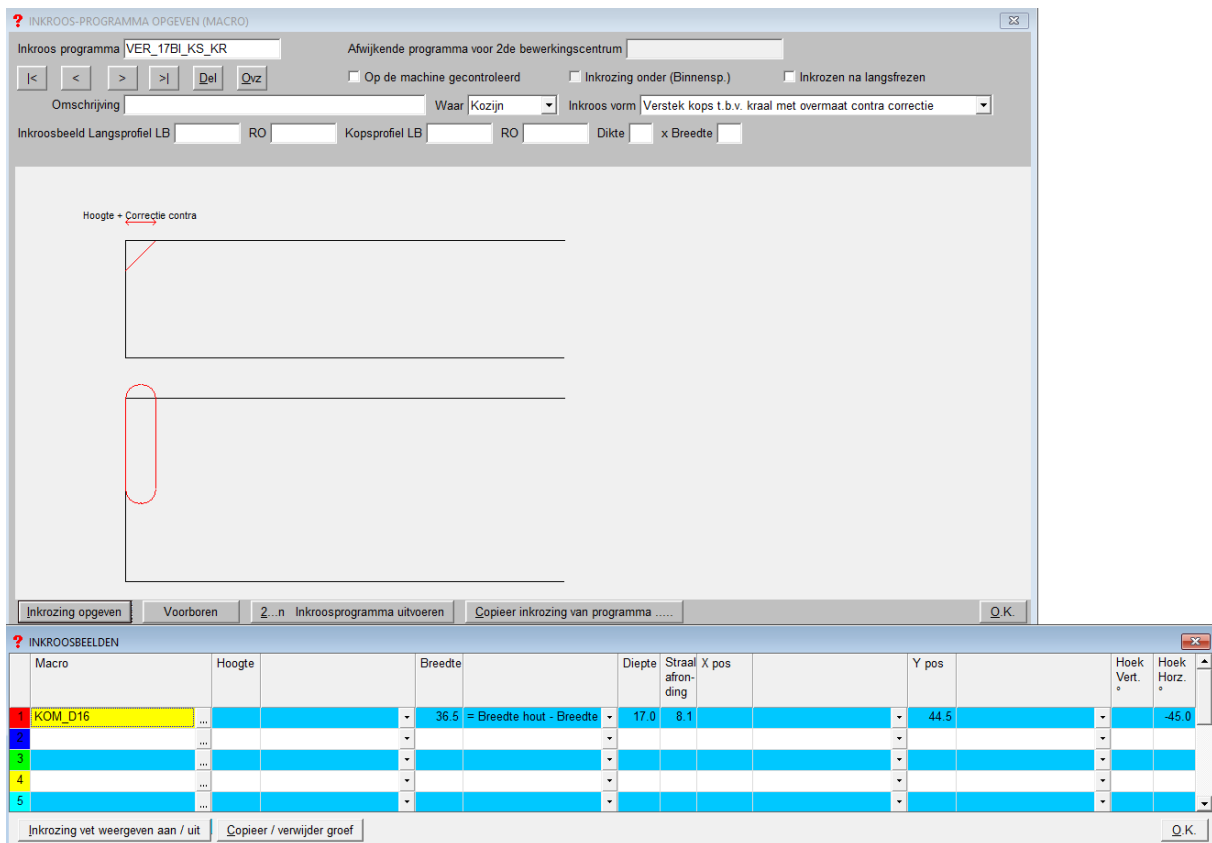 ? INKROOS-PROGRAMMA OPGEVEN (MACRO)
Inkroos programma VER_17BI_KS_KR Afwijkende programma voor 2de bewerkingscentrum
|< < > >| Del Ovz Op de machine gecontroleerd Inkrozing onder (Binnensp.) Inkrozen na langsfrezen
Omschrijving Waar Kozijn Inkroos vorm Verstek kops t.b.v. kraal met overmaat contra correctie
Inkroosbeeld Langsprofiel LB RO Kopsprofiel LB RO Dikte x Breedte
Hoogte + Correctie contra
Inkrozing opgeven Voorboren 2...n Inkroosprogramma uitvoeren Copieer inkrozing van programma ..... O.K.
? INKROOSBEELDEN
Macro Hoogte Breedte Diepte Straal X pos Y pos Hoek Hoek
afron- Vert. Horz.
ding ° °
1 KOM_D16 ... 36.5 = Breedte hout - Breedte 17.0 8.1 44.5 -45.0
2 ...
3 ...
4 ...
5 ...
Inkrozing vet weergeven aan / uit Copieer / verwijder groef O.K.